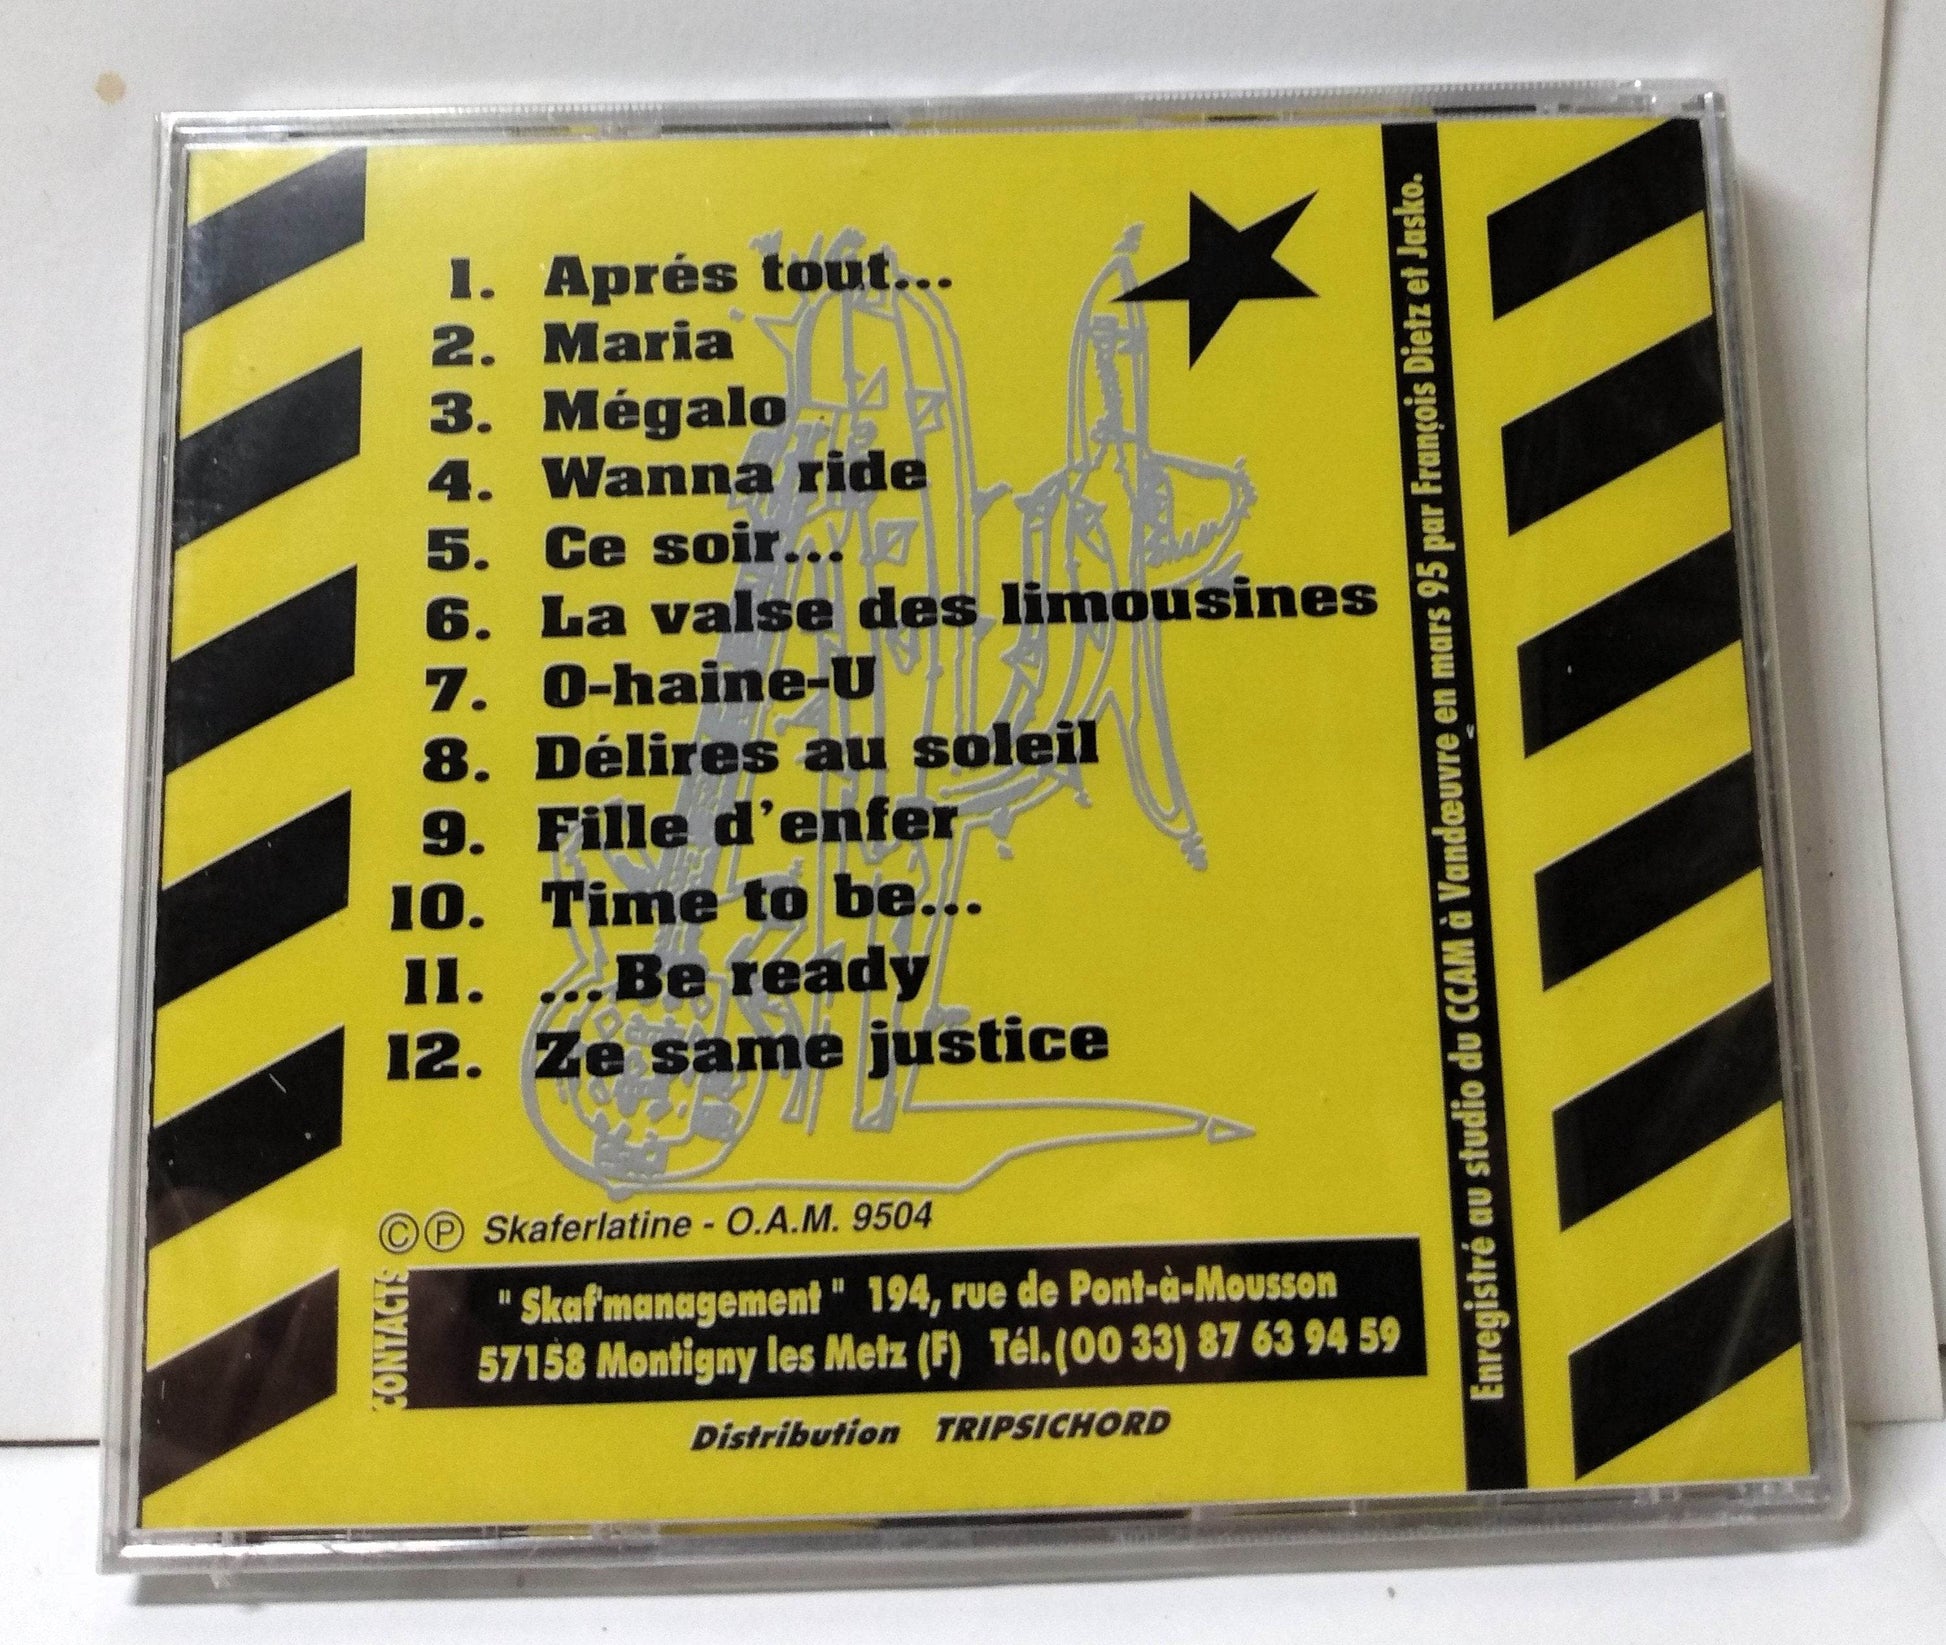 1. Aprés tout...
2. Maria
3. Mégalo
4. Wanna ride
5. Ce soir...
6. La valse des limousines
7. O-haine-U
8. Délires au soleil
9. Fille d'enfer
10. Time to be...
11. ...Be ready
12. Ze same justice
©℗ Skaferlatine - O.A.M. 9504
CONTACTS
" Skaf'management " 194, rue de Pont-à-Mousson
57158 Montigny les Metz (F) Tél.(00 33) 87 63 94 59
Distribution TRIPSICHORD
Enregistré au studio du CCAM à Vandœuvre en mars 95 par François Dietz et Jasko.